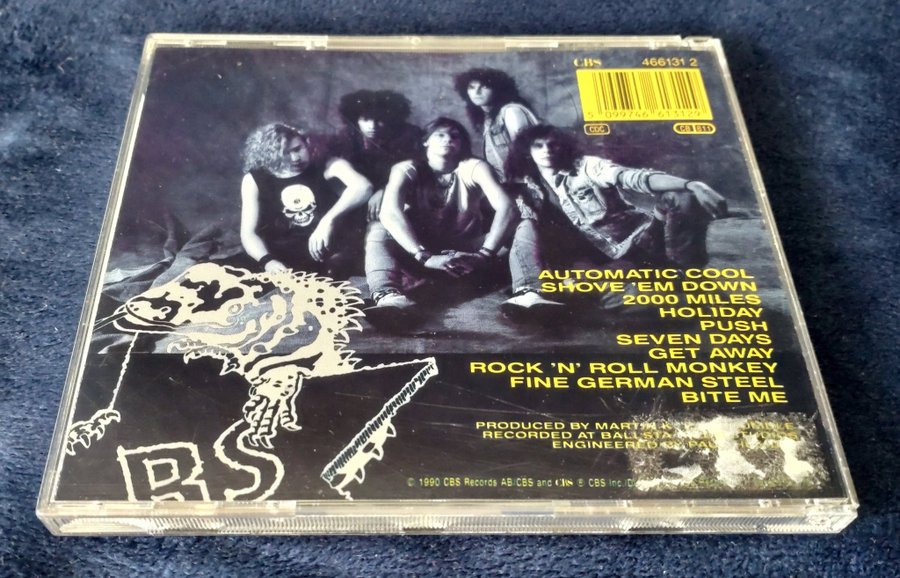 CBS 466131 2
5 099746 613129
CDC CB 811
AUTOMATIC COOL
SHOVE 'EM DOWN
2000 MILES
HOLIDAY
PUSH
SEVEN DAYS
GET AWAY
ROCK 'N' ROLL MONKEY
FINE GERMAN STEEL
BITE ME
PRODUCED BY MARTIN K
RECORDED AT
ENGINEERED
© 1990 CBS Records AB/CBS and CBS ® CBS Inc.
RS